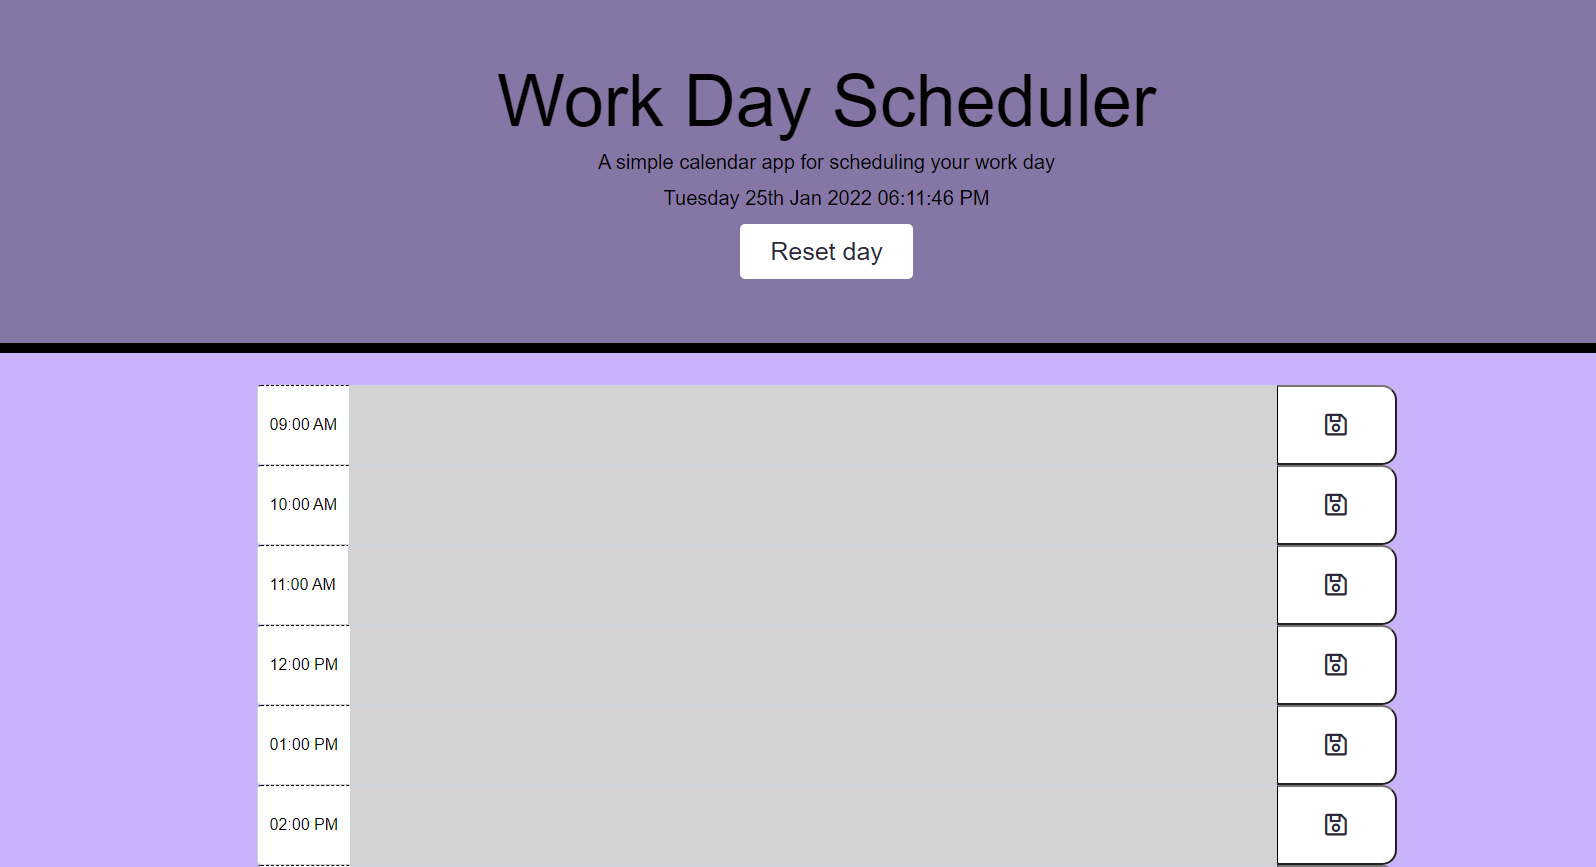 Work Day Scheduler
A simple calendar app for scheduling your work day
Tuesday 25th Jan 2022 06:11:46 PM
Reset day
09:00 AM
10:00 AM
11:00 AM
12:00 PM
01:00 PM
02:00 PM